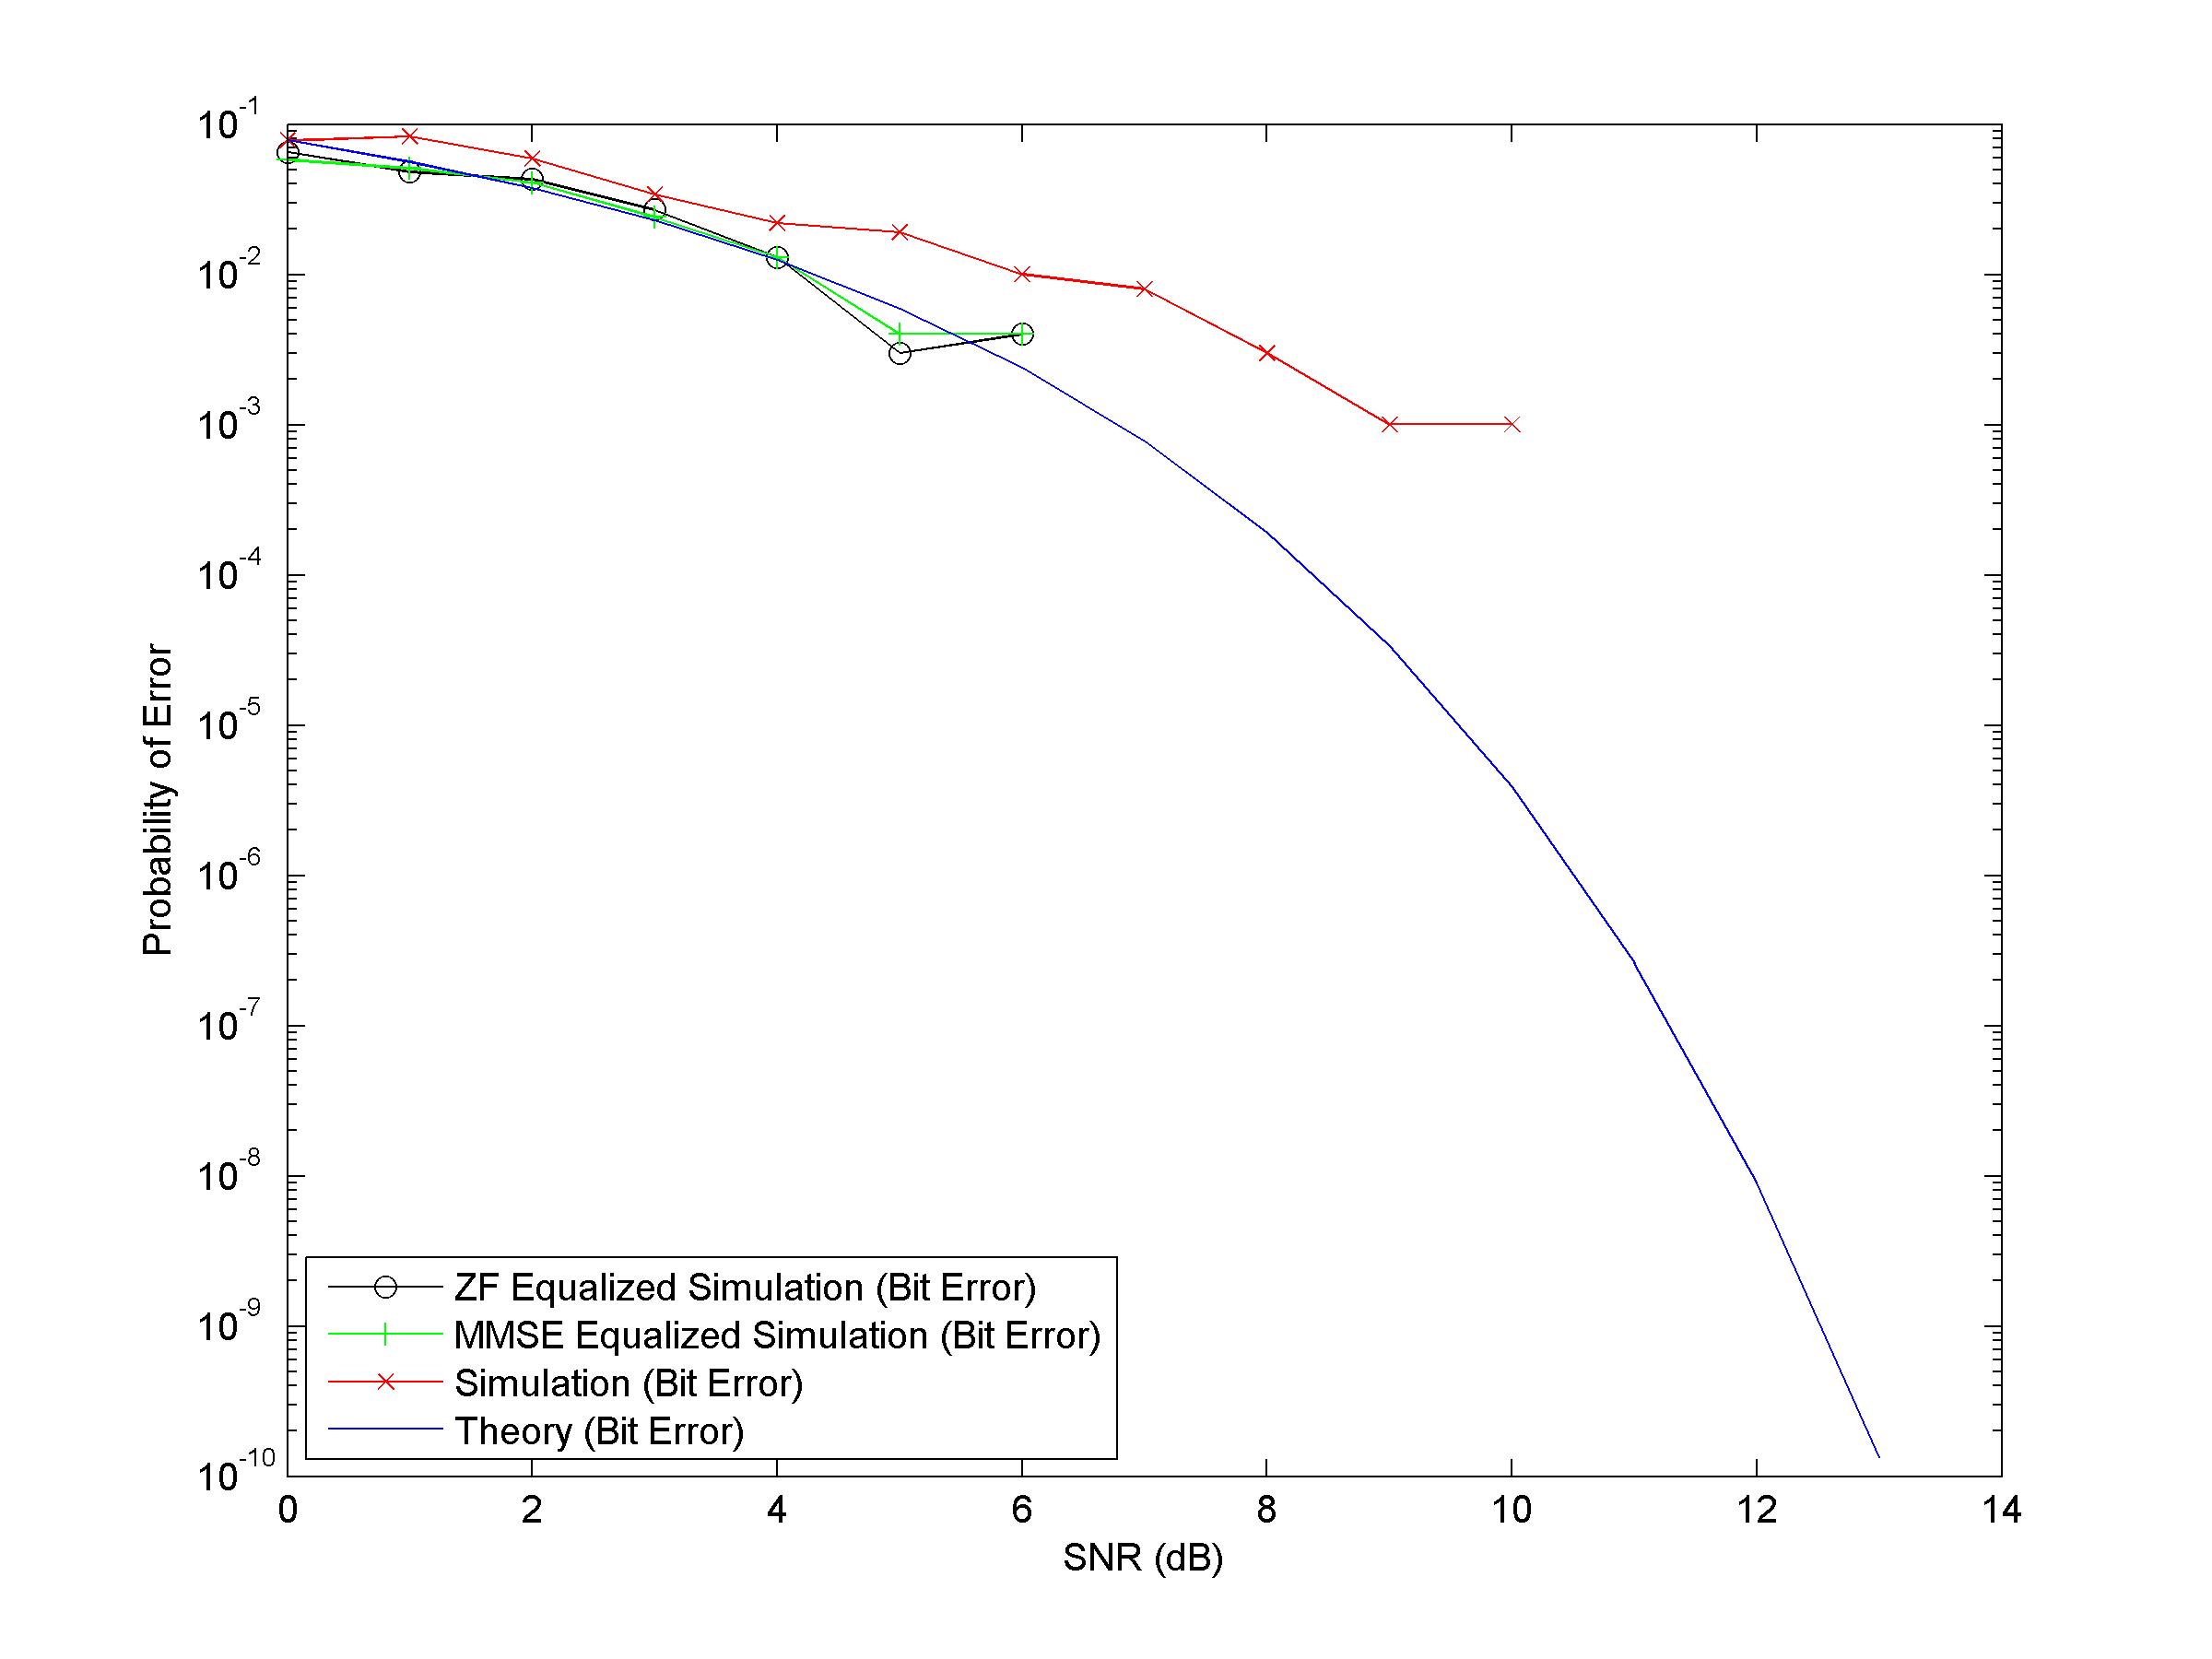 10^-1
10^-2
10^-3
10^-4
10^-5
10^-6
10^-7
10^-8
10^-9
10^-10
Probability of Error
ZF Equalized Simulation (Bit Error)
MMSE Equalized Simulation (Bit Error)
Simulation (Bit Error)
Theory (Bit Error)
0 2 4 6 8 10 12 14
SNR (dB)